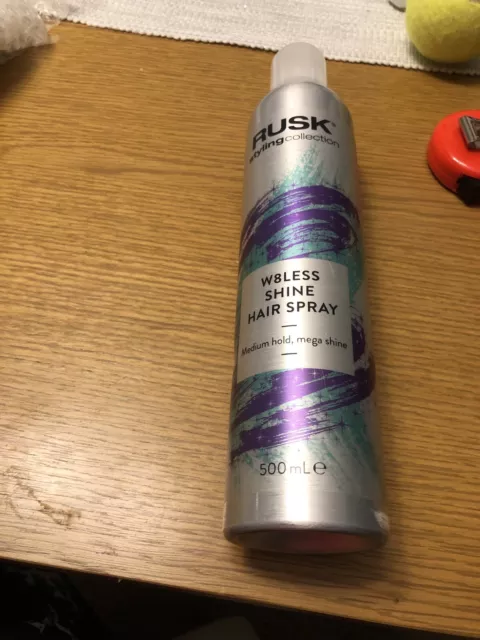 RUSK®
stylingcollection
W8LESS
SHINE
HAIR SPRAY
Medium hold, mega shine
500 mL ℮